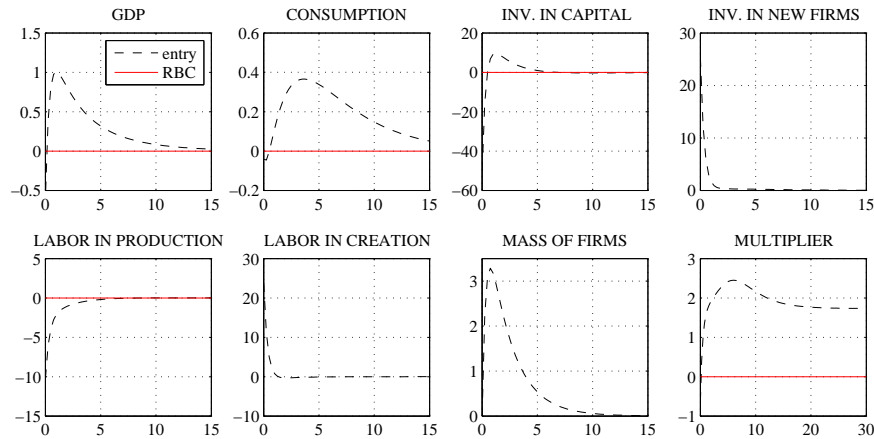 GDP
1.5
1
0.5
0
−0.5
0 5 10 15
entry
RBC
CONSUMPTION
0.6
0.4
0.2
0
−0.2
0 5 10 15
INV. IN CAPITAL
20
0
−20
−40
−60
0 5 10 15
INV. IN NEW FIRMS
30
20
10
0
0 5 10 15
LABOR IN PRODUCTION
5
0
−5
−10
−15
0 5 10 15
LABOR IN CREATION
30
20
10
0
−10
0 5 10 15
MASS OF FIRMS
3
2
1
0
0 5 10 15
MULTIPLIER
3
2
1
0
−1
0 10 20 30